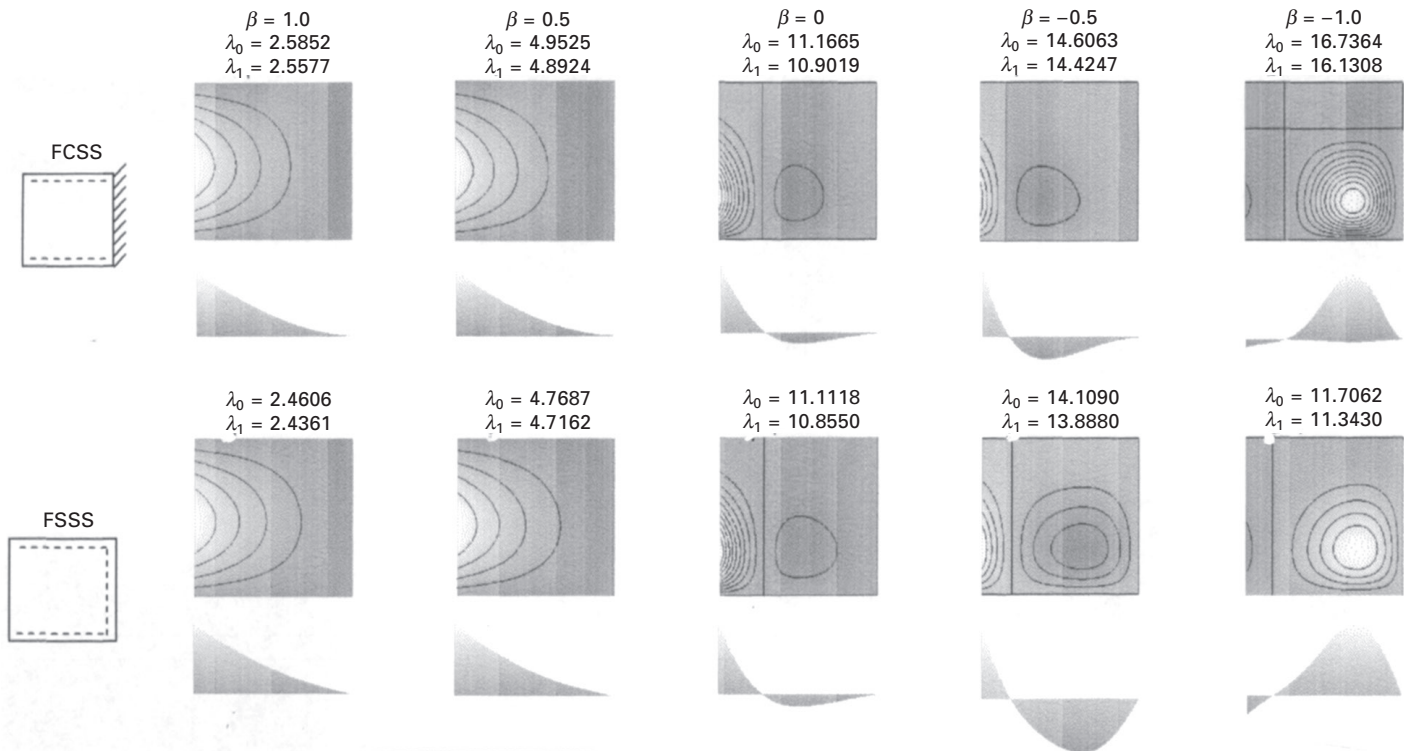 β = 1.0
λ0 = 2.5852
λ1 = 2.5577
β = 0.5
λ0 = 4.9525
λ1 = 4.8924
β = 0
λ0 = 11.1665
λ1 = 10.9019
β = −0.5
λ0 = 14.6063
λ1 = 14.4247
β = −1.0
λ0 = 16.7364
λ1 = 16.1308
FCSS
λ0 = 2.4606
λ1 = 2.4361
λ0 = 4.7687
λ1 = 4.7162
λ0 = 11.1118
λ1 = 10.8550
λ0 = 14.1090
λ1 = 13.8880
λ0 = 11.7062
λ1 = 11.3430
FSSS